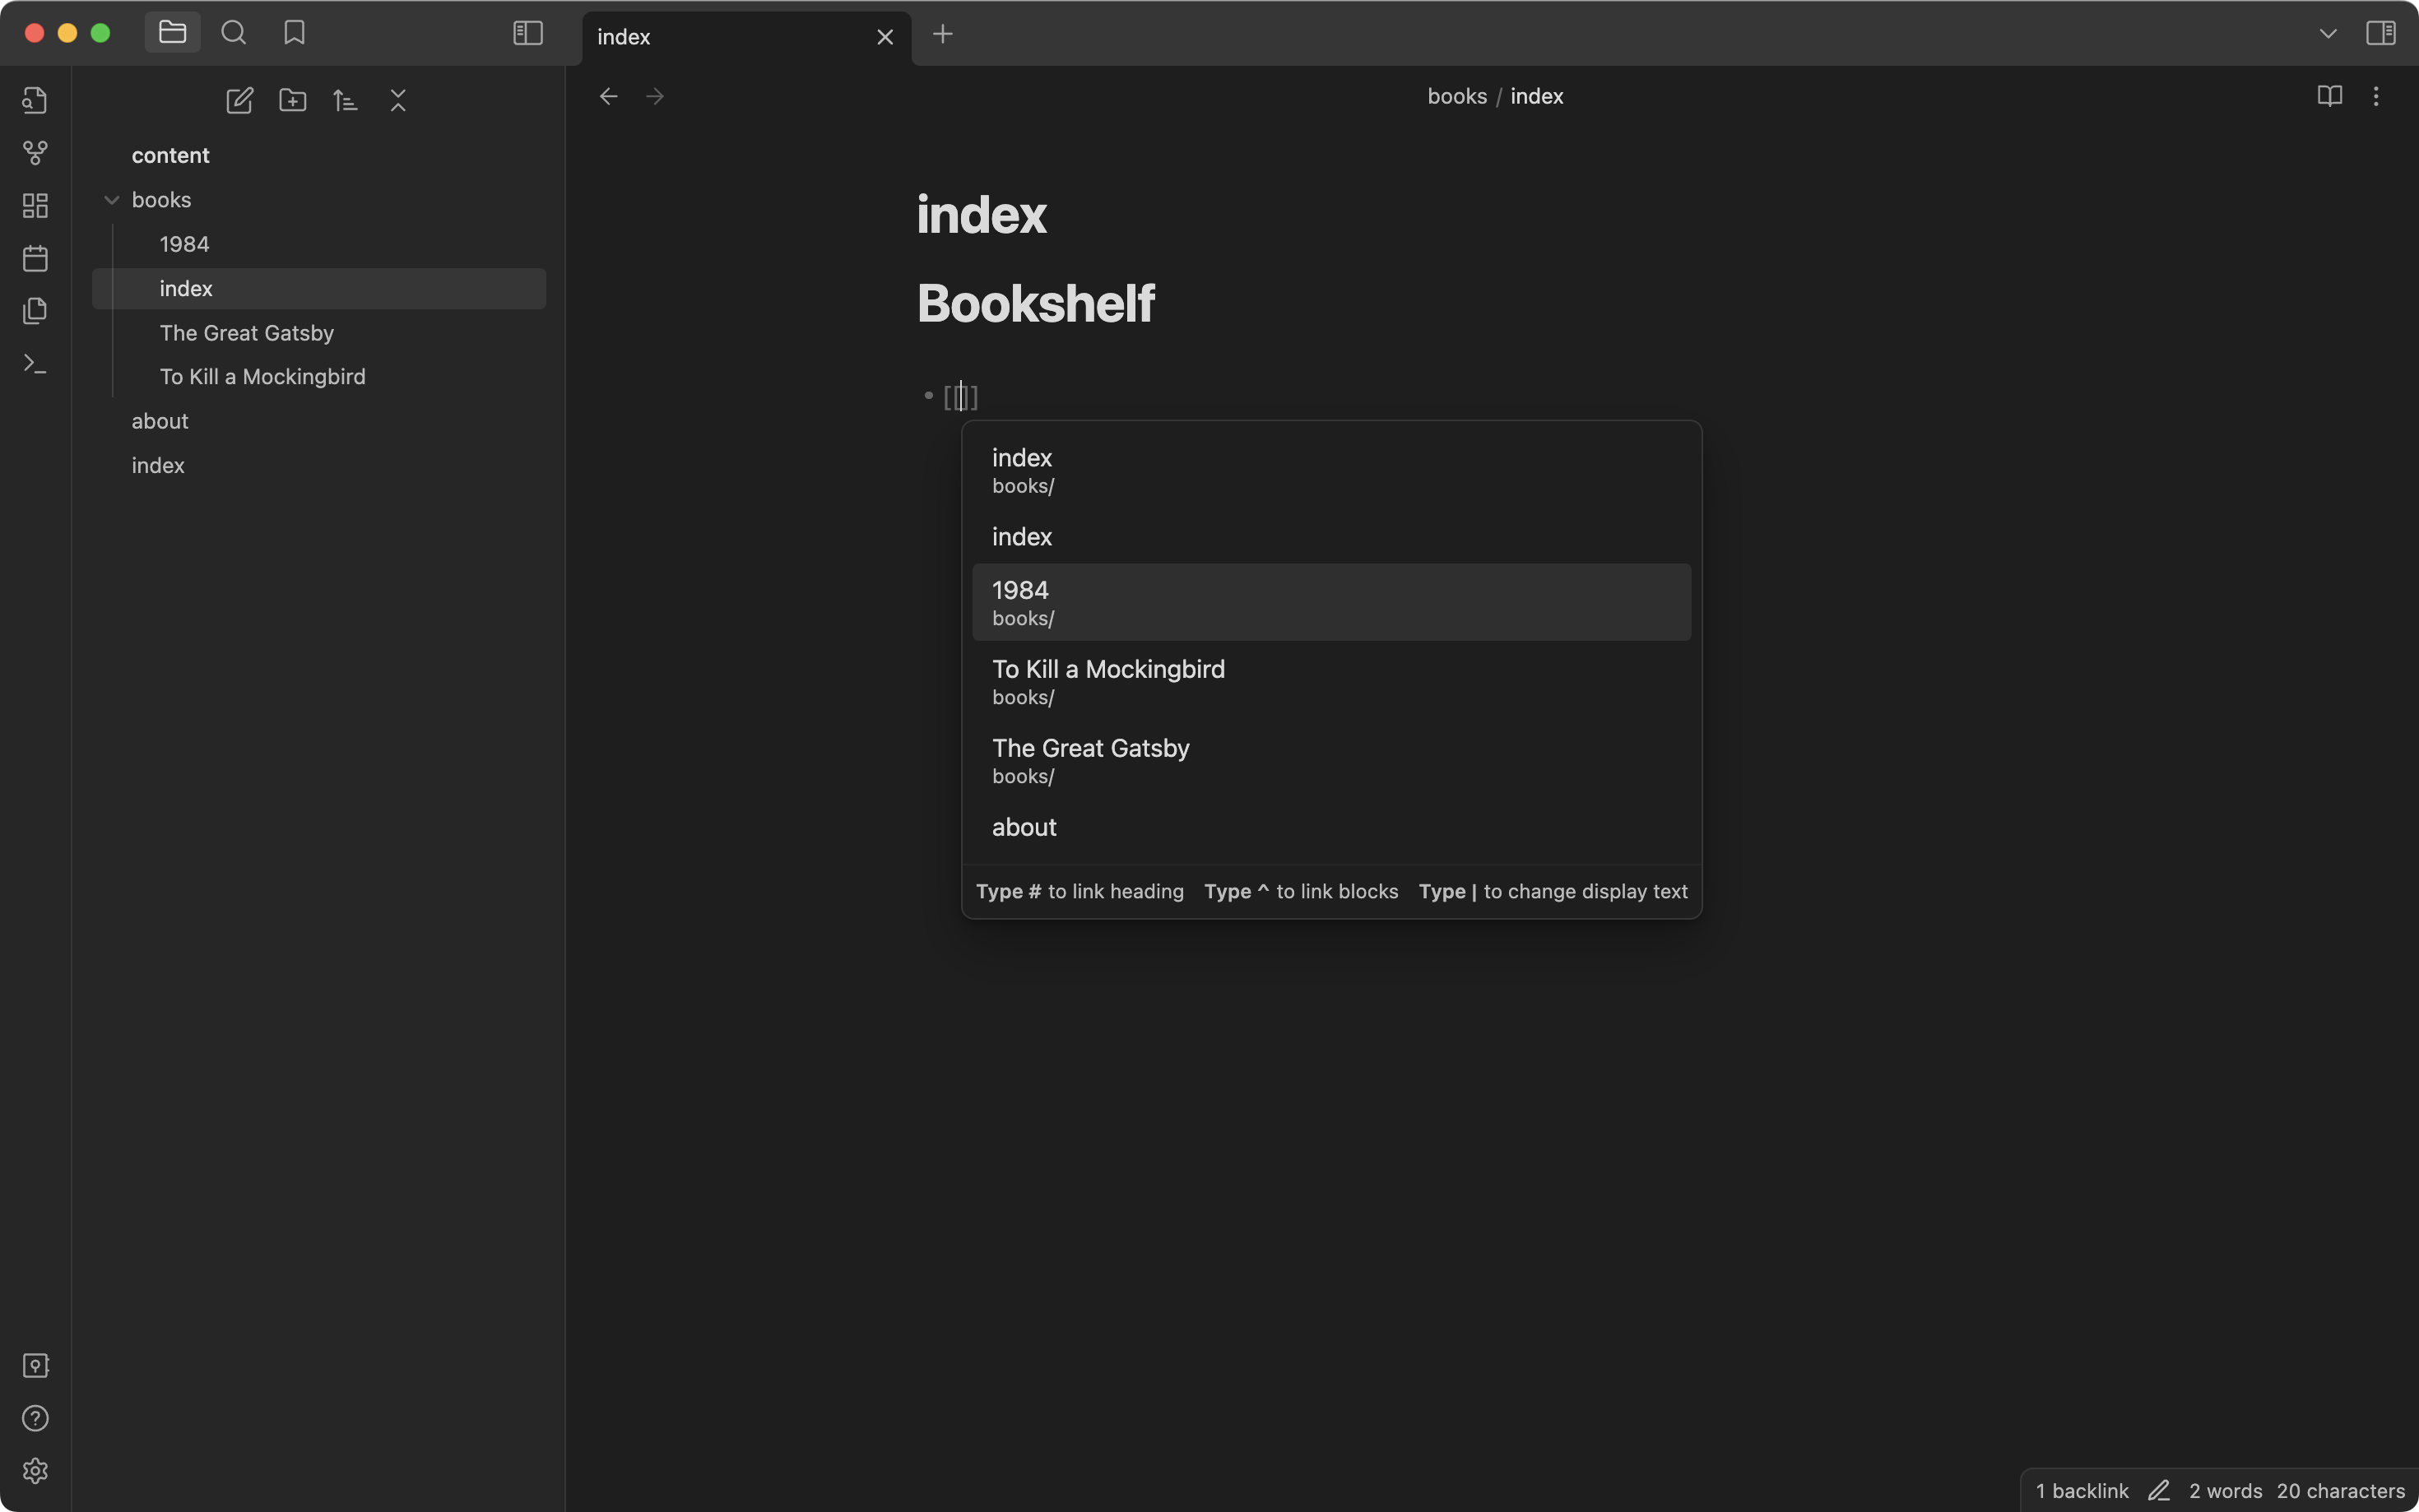 index
books / index
content
books
1984
index
The Great Gatsby
To Kill a Mockingbird
about
index
index
Bookshelf
• [[]]
index
books/
index
1984
books/
To Kill a Mockingbird
books/
The Great Gatsby
books/
about
Type # to link heading Type ^ to link blocks Type | to change display text
1 backlink 2 words 20 characters